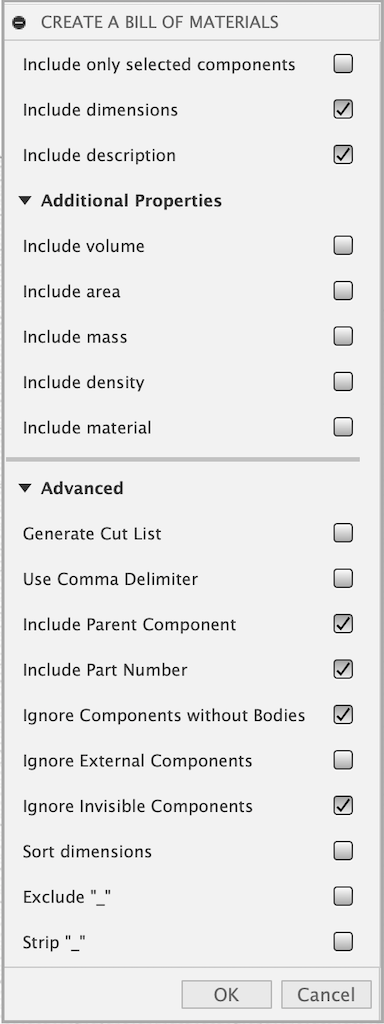 CREATE A BILL OF MATERIALS
Include only selected components
Include dimensions
Include description
Additional Properties
Include volume
Include area
Include mass
Include density
Include material
Advanced
Generate Cut List
Use Comma Delimiter
Include Parent Component
Include Part Number
Ignore Components without Bodies
Ignore External Components
Ignore Invisible Components
Sort dimensions
Exclude "_"
Strip "_"
OK Cancel